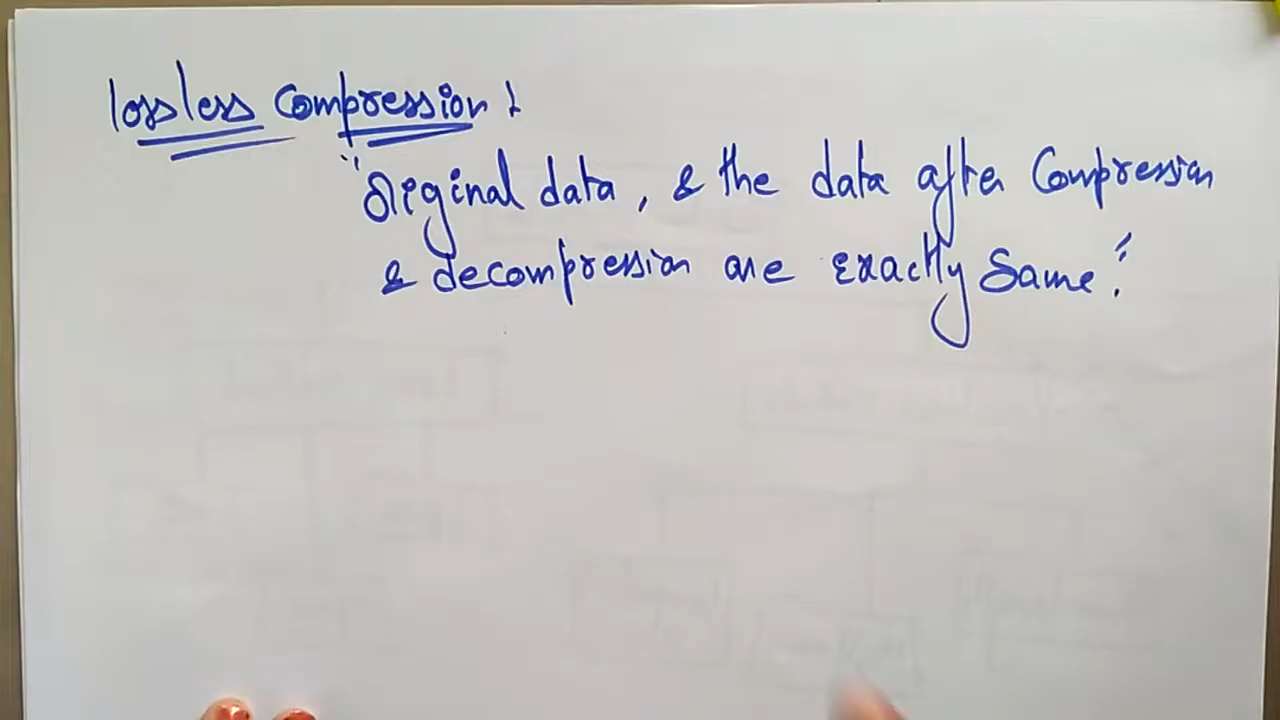 lossless compression:
"Original data, & the data after Compression
& decompression are exactly same."